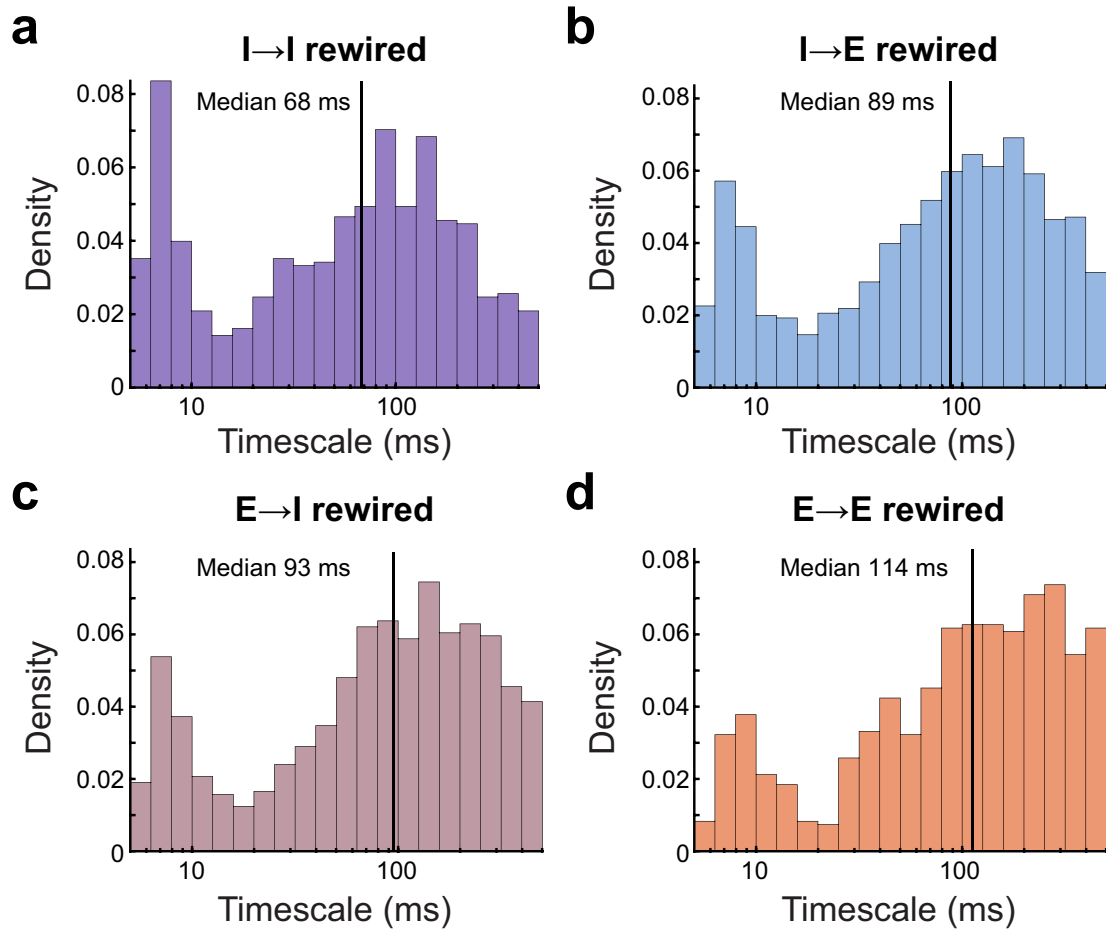 a
I→I rewired
Median 68 ms
Density
0.08
0.06
0.04
0.02
0
10
100
Timescale (ms)
b
I→E rewired
Median 89 ms
Density
0.08
0.06
0.04
0.02
0
10
100
Timescale (ms)
c
E→I rewired
Median 93 ms
Density
0.08
0.06
0.04
0.02
0
10
100
Timescale (ms)
d
E→E rewired
Median 114 ms
Density
0.08
0.06
0.04
0.02
0
10
100
Timescale (ms)